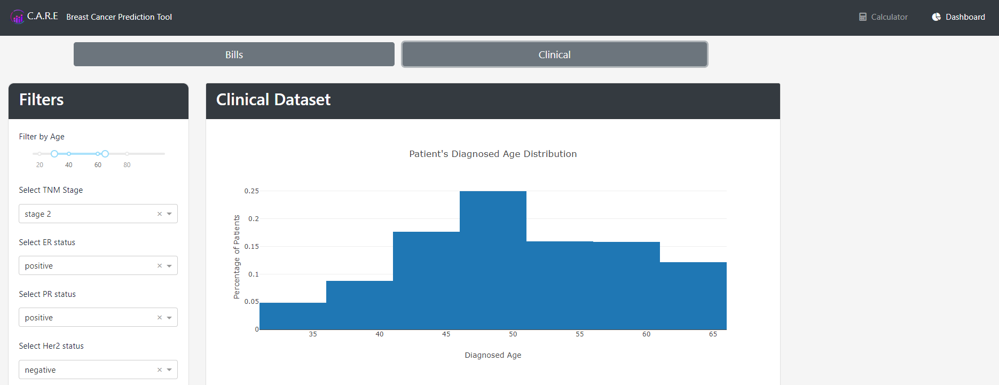 C.A.R.E Breast Cancer Prediction Tool
Calculator
Dashboard
Bills
Clinical
Filters
Filter by Age
20 40 60 80
Select TNM Stage
stage 2
Select ER status
positive
Select PR status
positive
Select Her2 status
negative
Clinical Dataset
Patient's Diagnosed Age Distribution
Percentage of Patients
0.25
0.2
0.15
0.1
0.05
0
35 40 45 50 55 60 65
Diagnosed Age